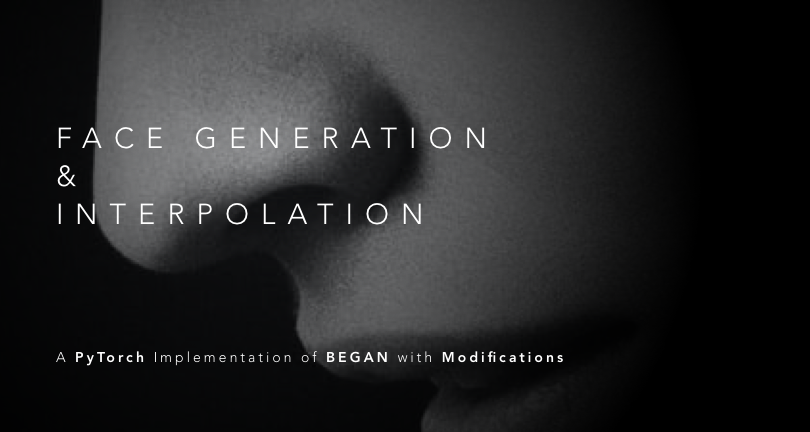 FACE GENERATION
&
INTERPOLATION
A PyTorch Implementation of BEGAN with Modifications